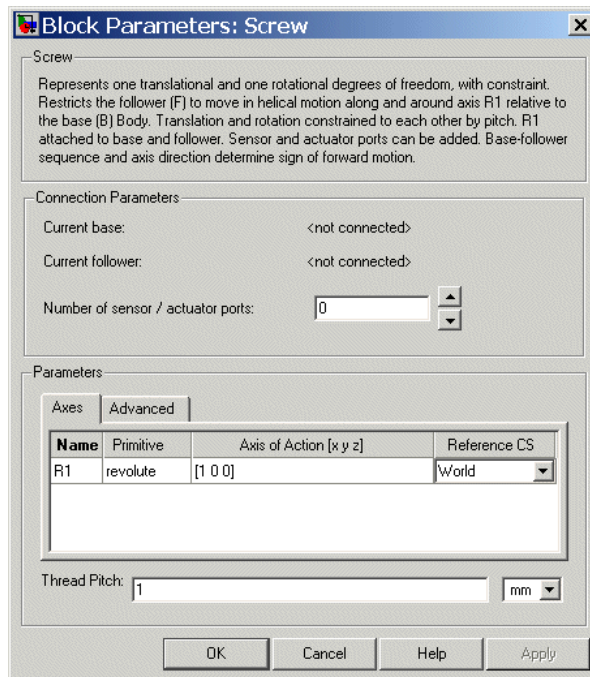 Block Parameters: Screw
Screw
Represents one translational and one rotational degrees of freedom, with constraint.
Restricts the follower (F) to move in helical motion along and around axis R1 relative to
the base (B) Body. Translation and rotation constrained to each other by pitch. R1
attached to base and follower. Sensor and actuator ports can be added. Base-follower
sequence and axis direction determine sign of forward motion.
Connection Parameters
Current base: <not connected>
Current follower: <not connected>
Number of sensor / actuator ports: 0
Parameters
Axes Advanced
Name Primitive Axis of Action [x y z] Reference CS
R1 revolute [1 0 0] World
Thread Pitch: 1 mm
OK Cancel Help Apply